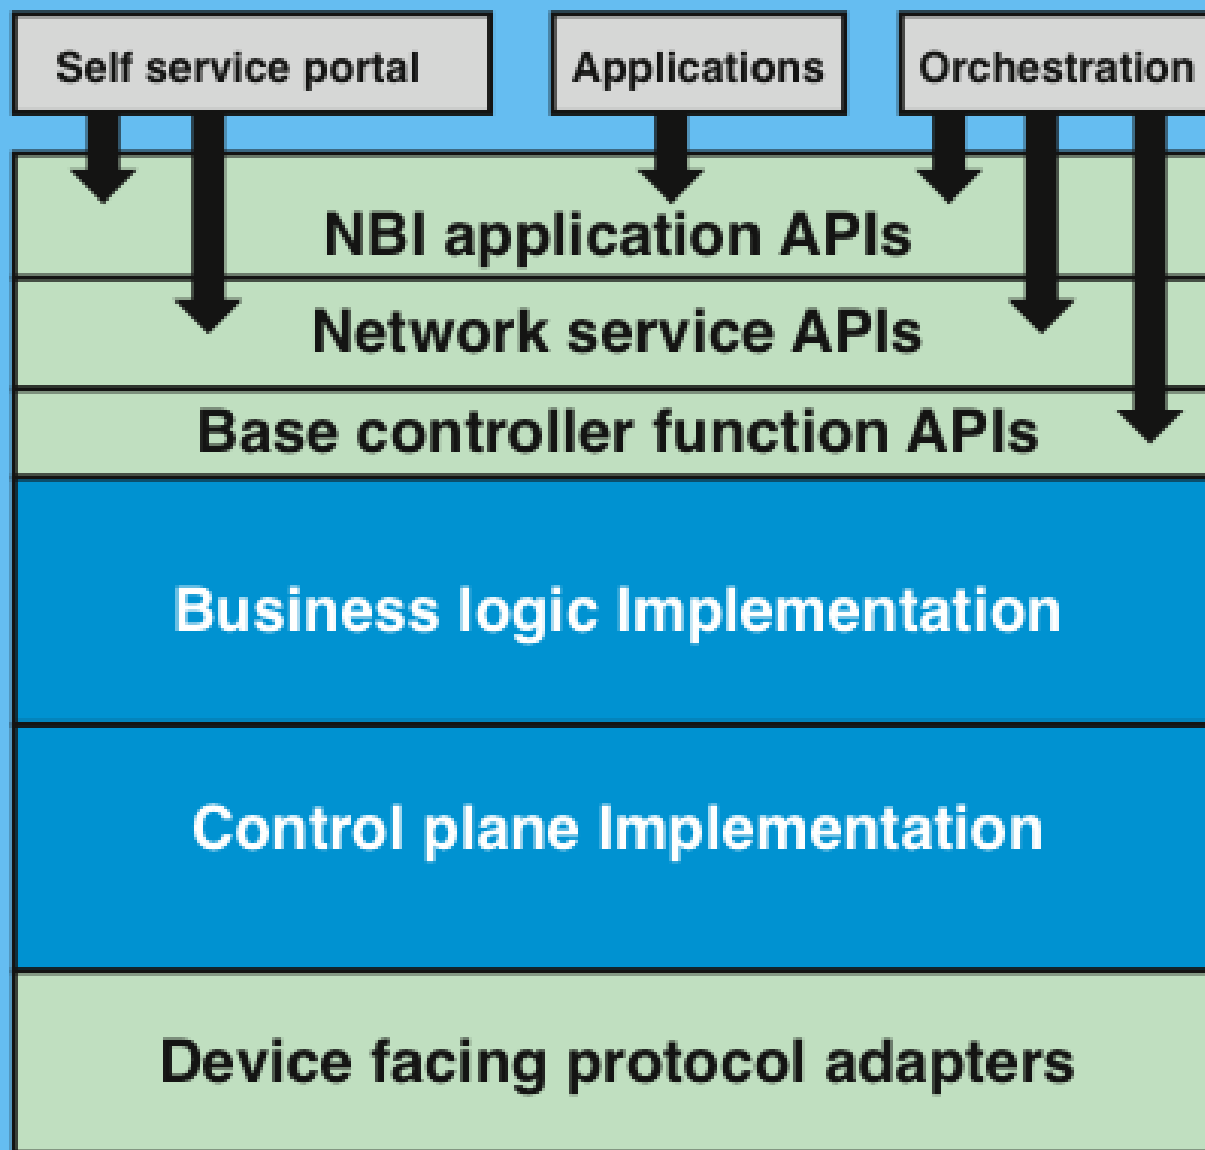 Self service portal
Applications
Orchestration
NBI application APIs
Network service APIs
Base controller function APIs
Business logic Implementation
Control plane Implementation
Device facing protocol adapters